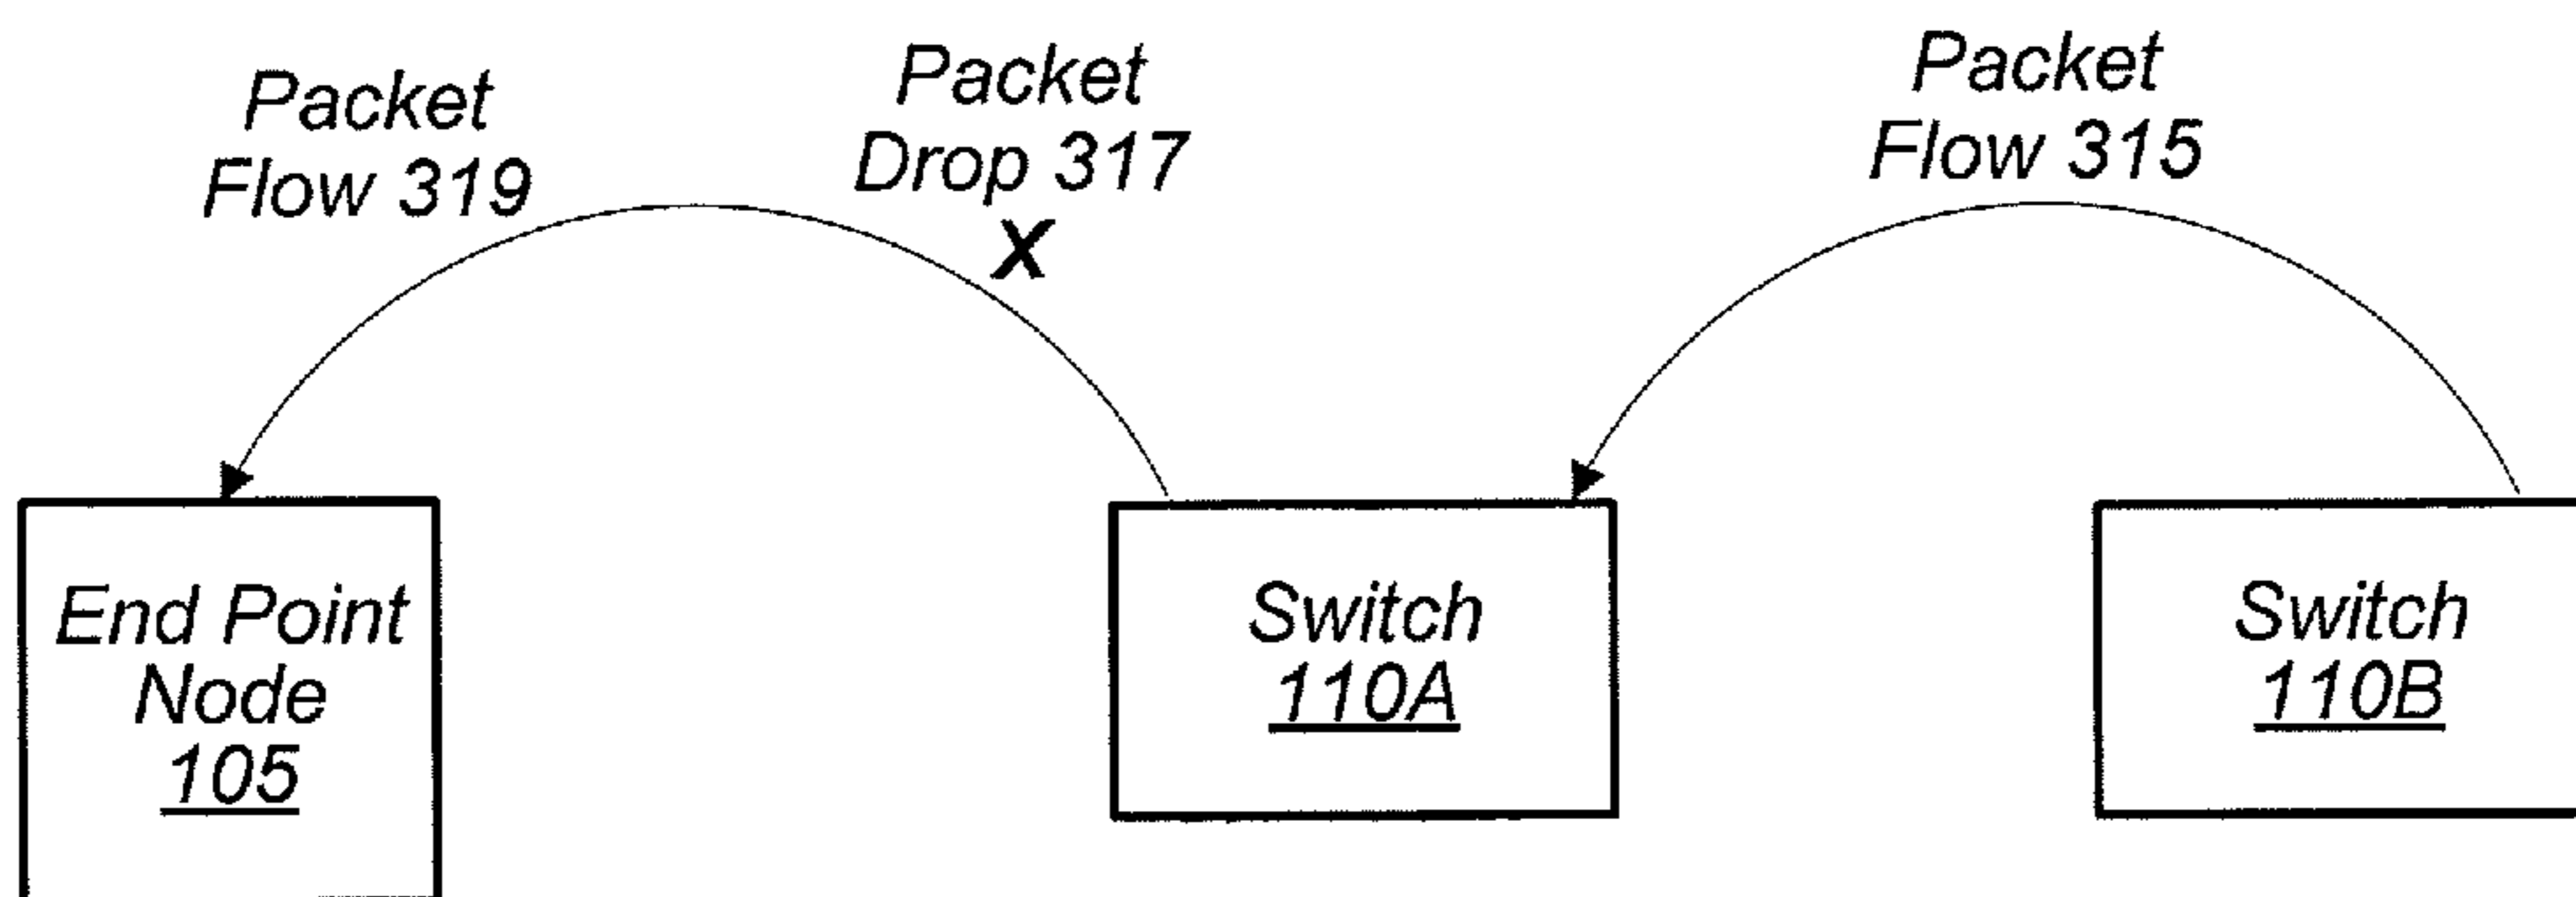 Packet
Flow 319
Packet
Drop 317
X
Packet
Flow 315
End Point
Node
105
Switch
110A
Switch
110B